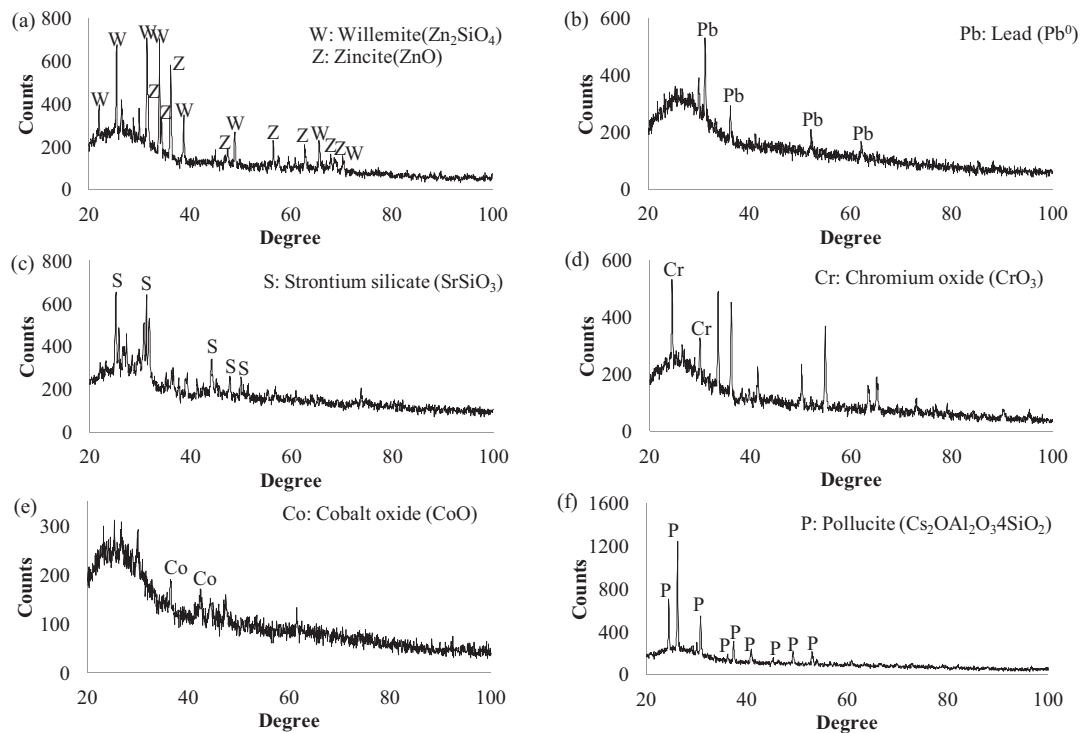 (a)
800
600
400
200
0
Counts
W: Willemite(Zn₂SiO₄)
Z: Zincite(ZnO)
W W W W Z Z Z W Z W Z Z W Z Z W
20 40 60 80 100
Degree
(b)
600
400
200
0
Counts
Pb: Lead (Pb⁰)
Pb Pb Pb Pb
20 40 60 80 100
Degree
(c)
800
600
400
200
0
Counts
S: Strontium silicate (SrSiO₃)
S S S S S
20 40 60 80 100
Degree
(d)
600
400
200
0
Counts
Cr: Chromium oxide (CrO₃)
Cr Cr
20 40 60 80 100
Degree
(e)
300
200
100
0
Counts
Co: Cobalt oxide (CoO)
Co Co
20 40 60 80 100
Degree
(f)
1600
1200
800
400
0
Counts
P: Pollucite (Cs₂OAl₂O₃4SiO₂)
P P P P P P P P P
20 40 60 80 100
Degree